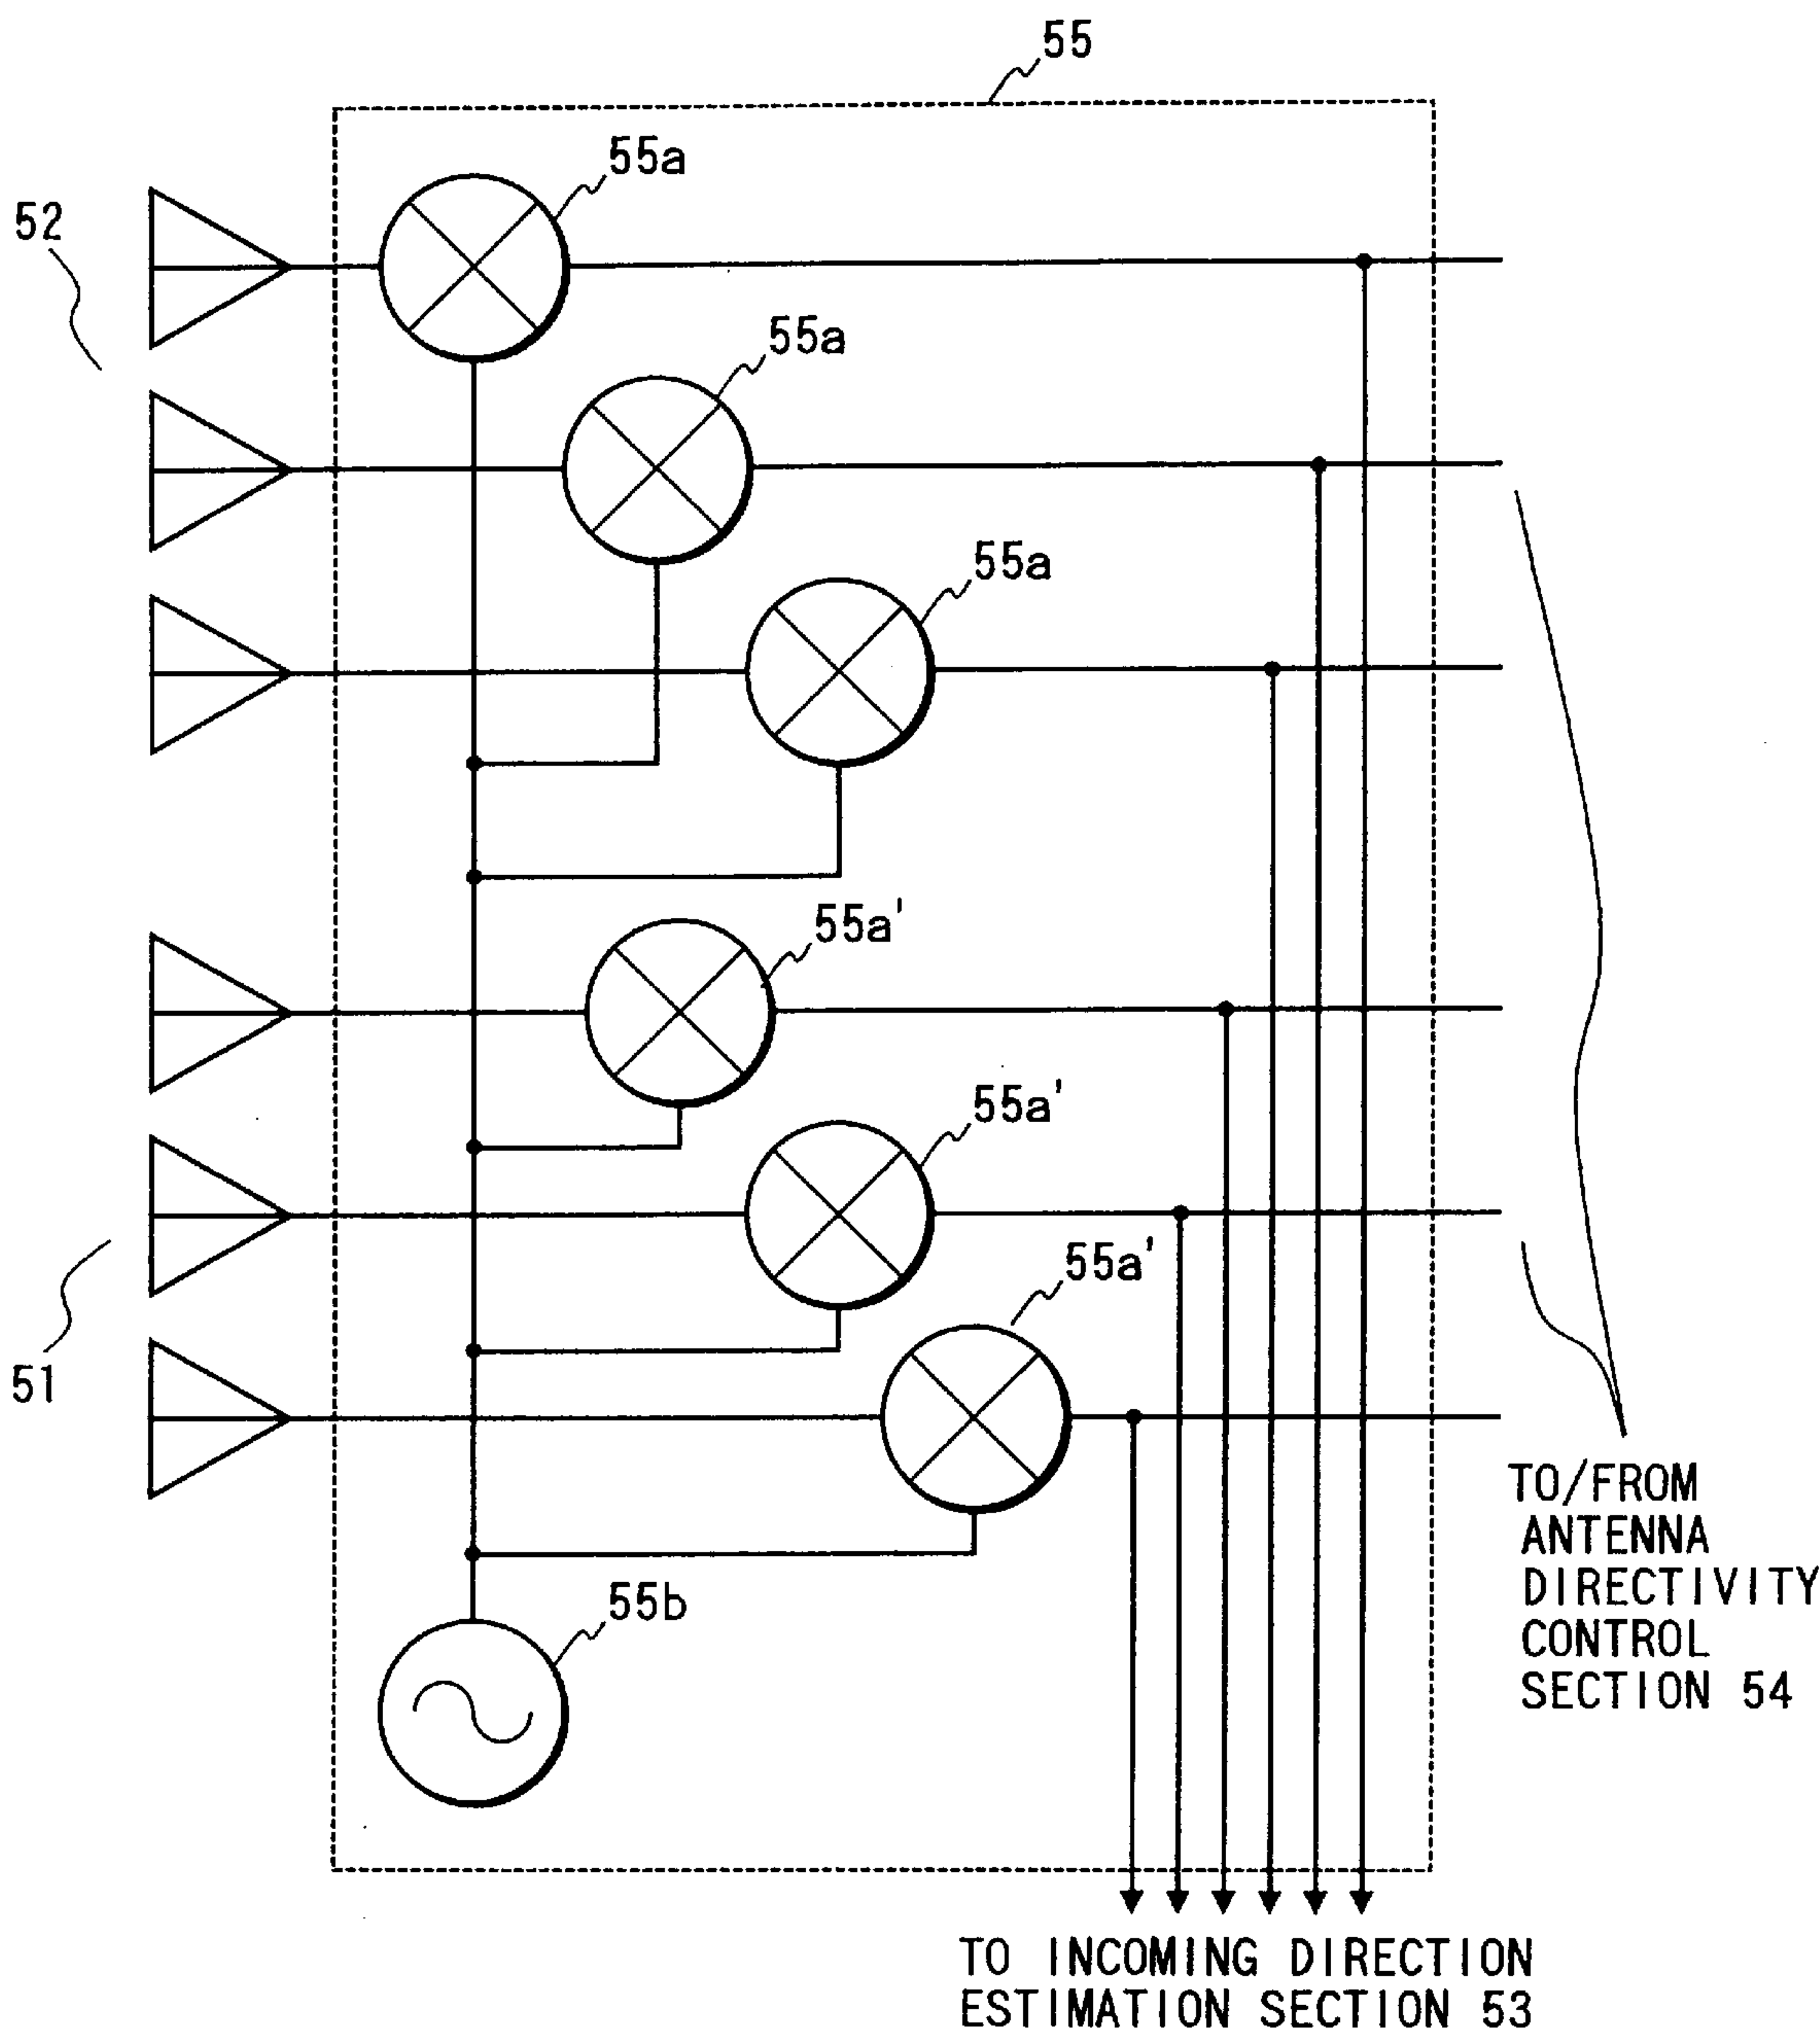 55
55a
52
55a
55a
55a'
55a'
55a'
51
TO/FROM
ANTENNA
DIRECTIVITY
CONTROL
SECTION 54
55b
TO INCOMING DIRECTION
ESTIMATION SECTION 53